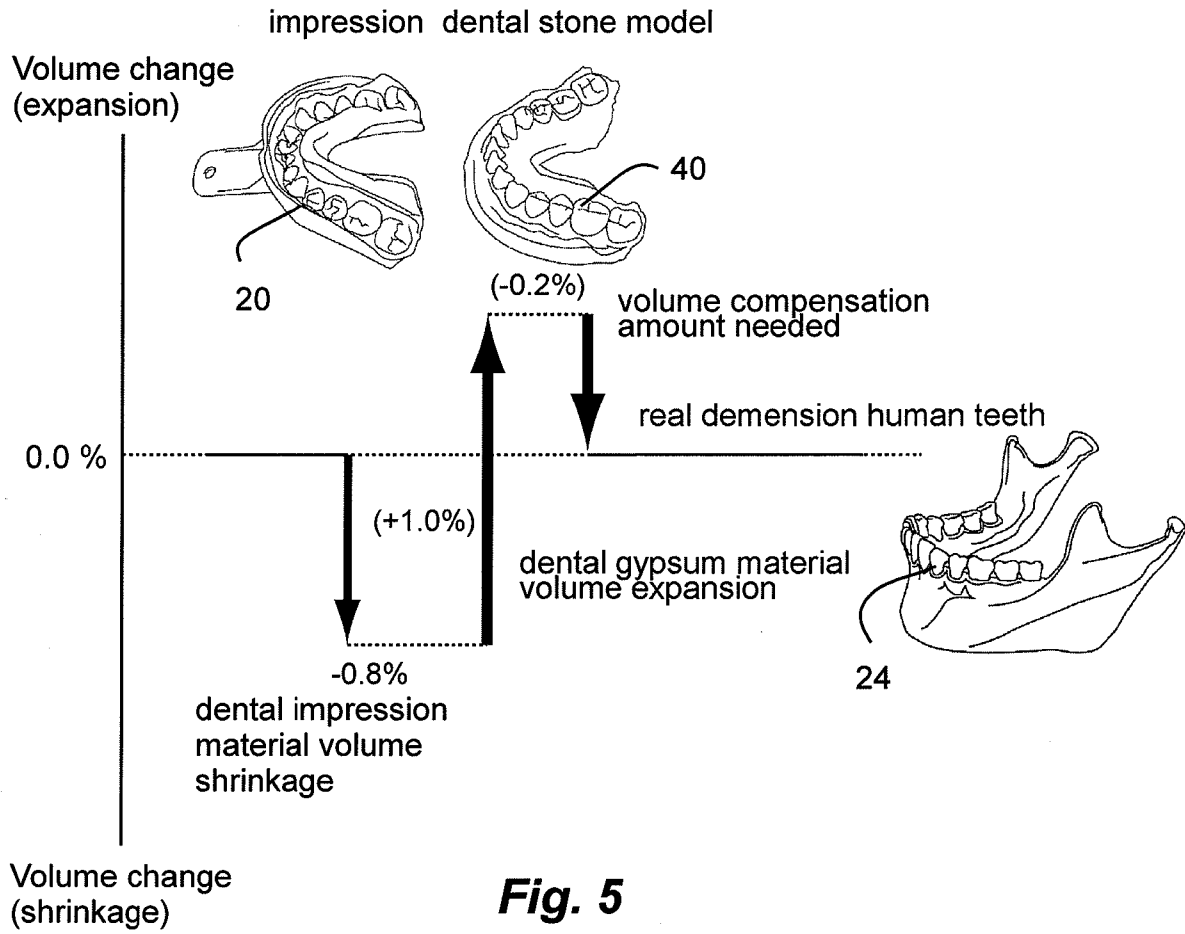 impression dental stone model
Volume change
(expansion)
40
20
(-0.2%)
volume compensation
amount needed
real demension human teeth
0.0 %
(+1.0%)
dental gypsum material
volume expansion
-0.8%
24
dental impression
material volume
shrinkage
Volume change
(shrinkage)
Fig. 5